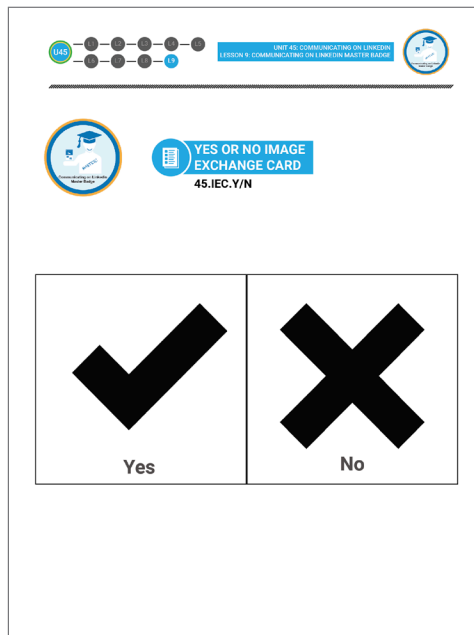 U45
L1
L2
L3
L4
L5
L6
L7
L8
L9
UNIT 45: COMMUNICATING ON LINKEDIN
LESSON 9: COMMUNICATING ON LINKEDIN MASTER BADGE
Communicating on LinkedIn
Master Badge
YES OR NO IMAGE
EXCHANGE CARD
45.IEC.Y/N
Yes
No